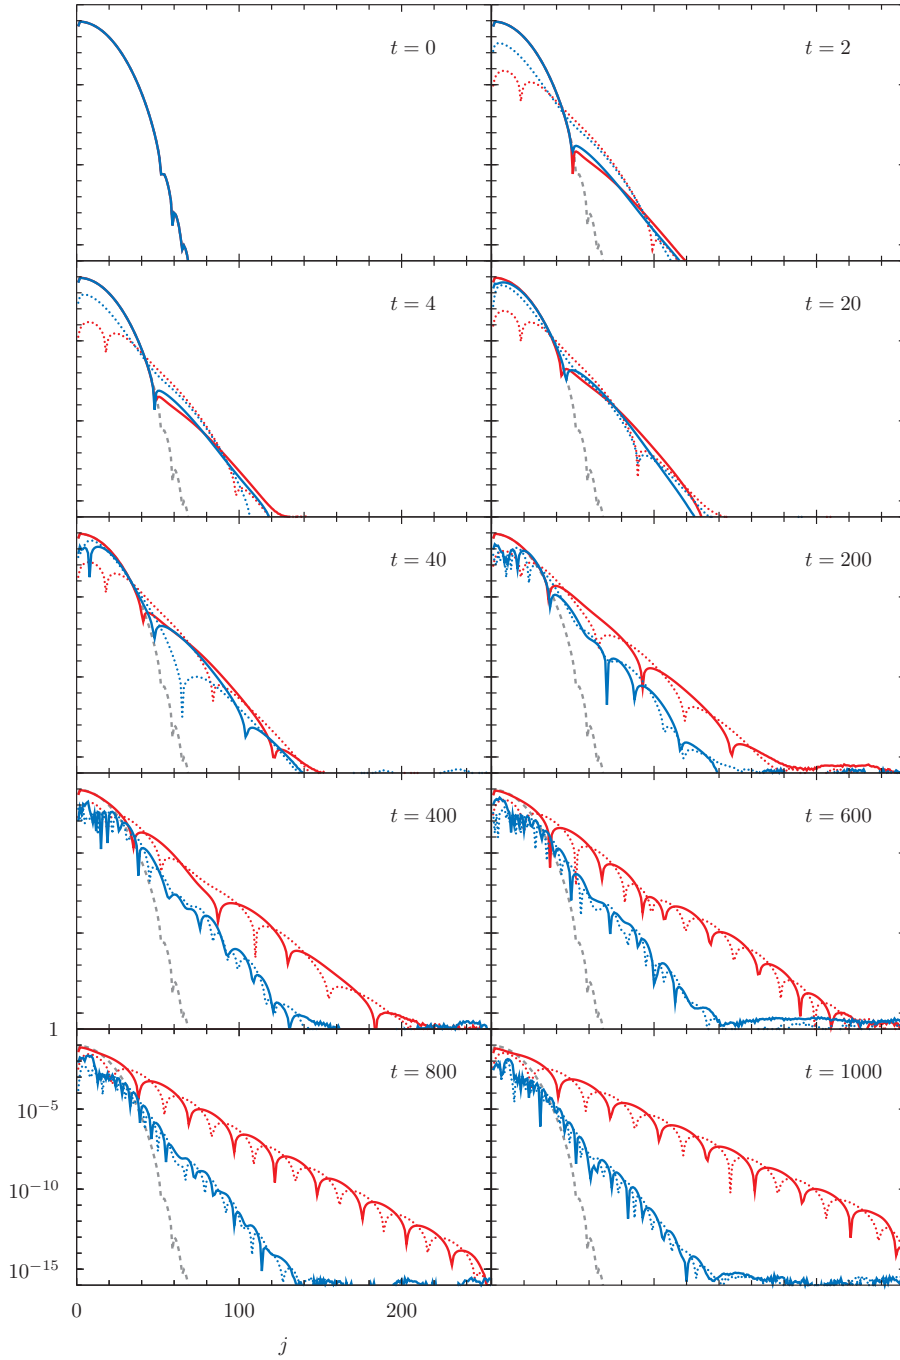 t = 0
t = 2
t = 4
t = 20
t = 40
t = 200
t = 400
t = 600
1
t = 800
t = 1000
10^{-5}
10^{-10}
10^{-15}
0 100 200
j